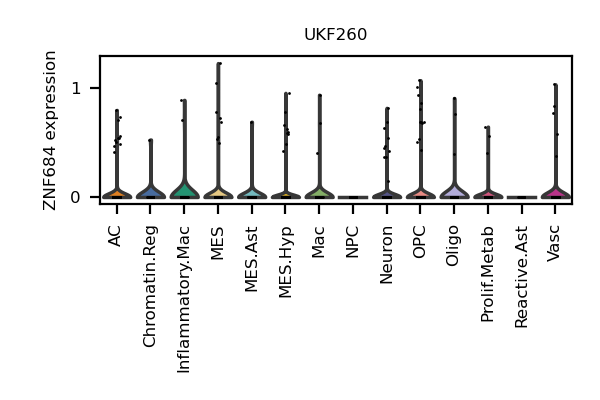 UKF260
ZNF684 expression
1
0
AC
Chromatin.Reg
Inflammatory.Mac
MES
MES.Ast
MES.Hyp
Mac
NPC
Neuron
OPC
Oligo
Prolif.Metab
Reactive.Ast
Vasc